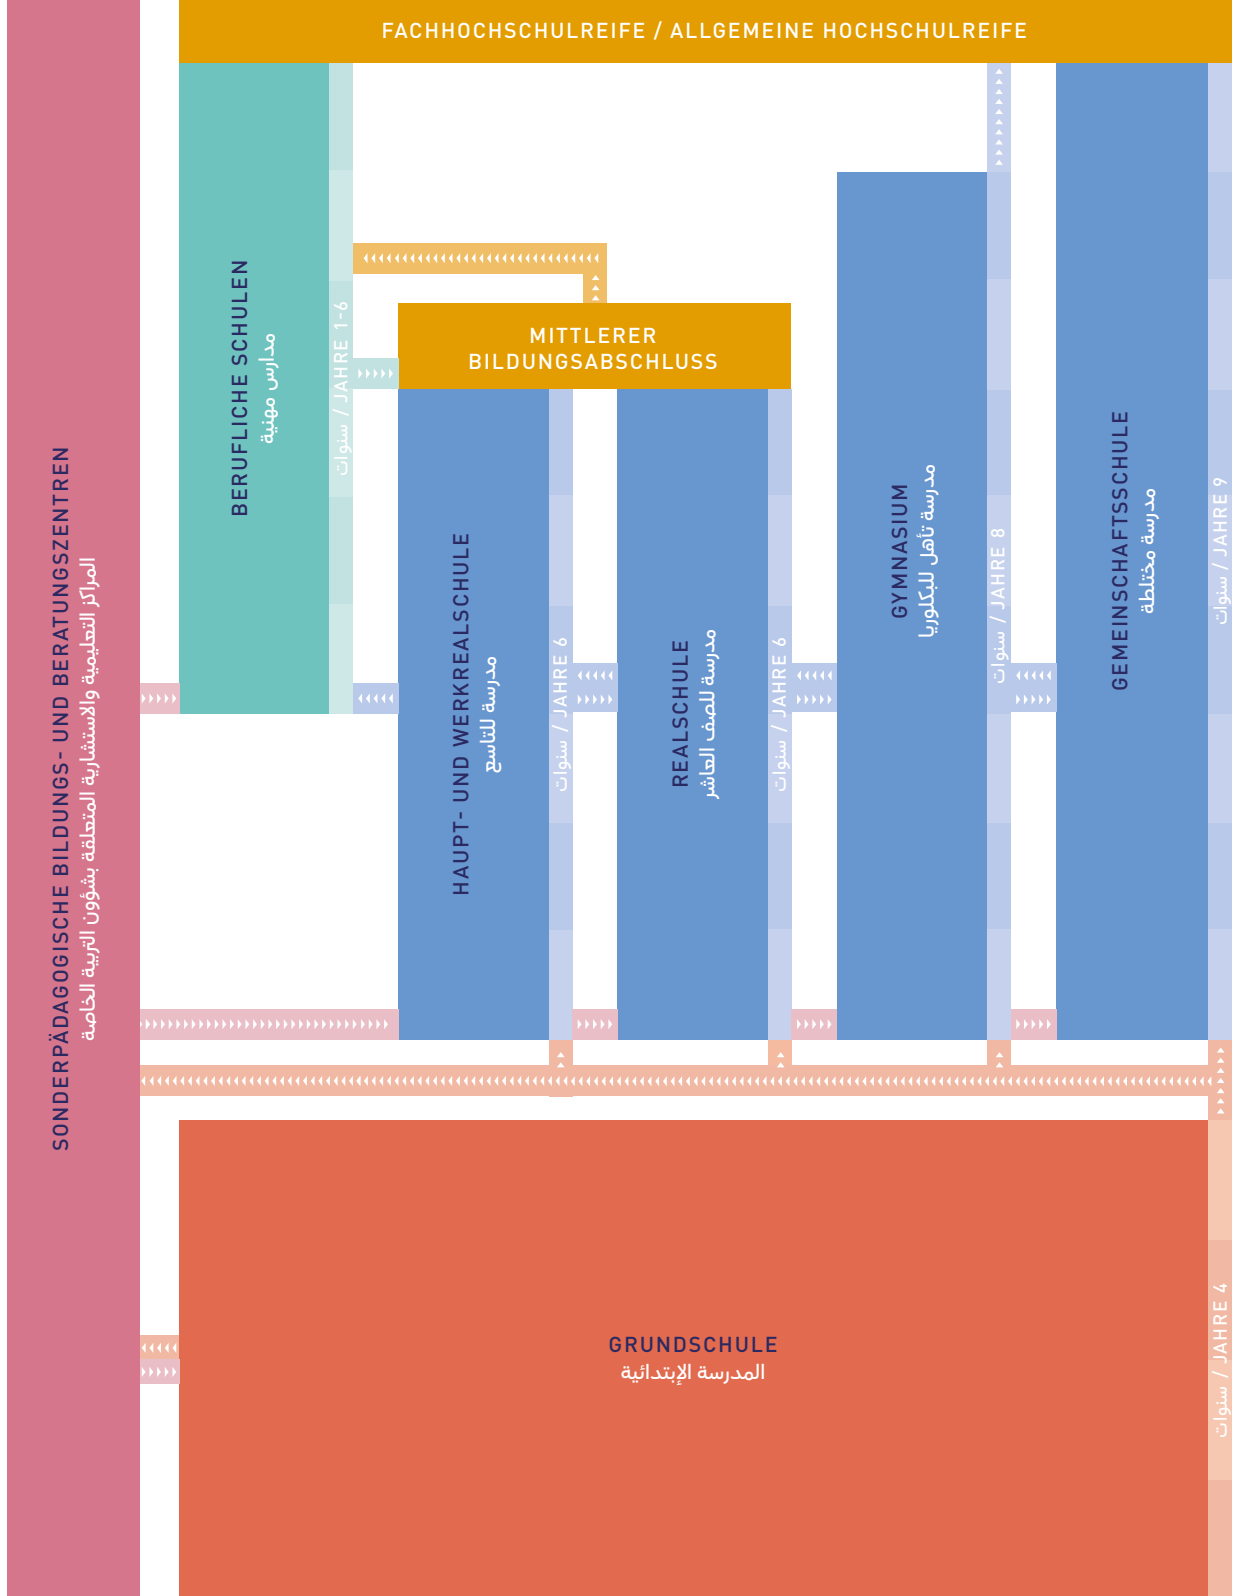 FACHHOCHSCHULREIFE / ALLGEMEINE HOCHSCHULREIFE
SONDERPÄDAGOGISCHE BILDUNGS- UND BERATUNGSZENTREN
المراكز التعليمية والاستشارية المتعلقة بشؤون التربية الخاصة
BERUFLICHE SCHULEN
مدارس مهنية
سنوات / JAHRE 1-6
MITTLERER
BILDUNGSABSCHLUSS
HAUPT- UND WERKREALSCHULE
مدرسة للتاسع
سنوات / JAHRE 6
REALSCHULE
مدرسة للصف العاشر
سنوات / JAHRE 6
GYMNASIUM
مدرسة تأهل للبكلوريا
سنوات / JAHRE 8
GEMEINSCHAFTSSCHULE
مدرسة مختلطة
سنوات / JAHRE 9
GRUNDSCHULE
المدرسة الإبتدائية
سنوات / JAHRE 4